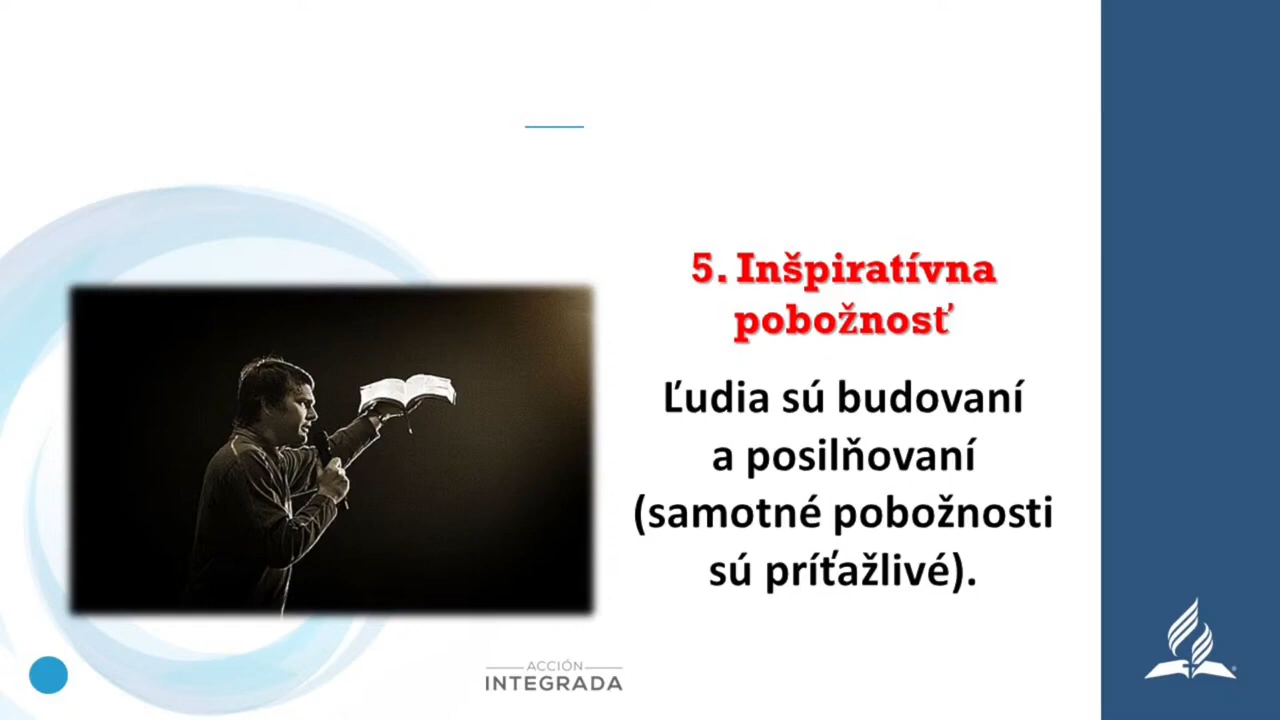 5. Inšpiratívna
pobožnosť
Ľudia sú budovaní
a posilňovaní
(samotné pobožnosti
sú príťažlivé).
ACCIÓN
INTEGRADA